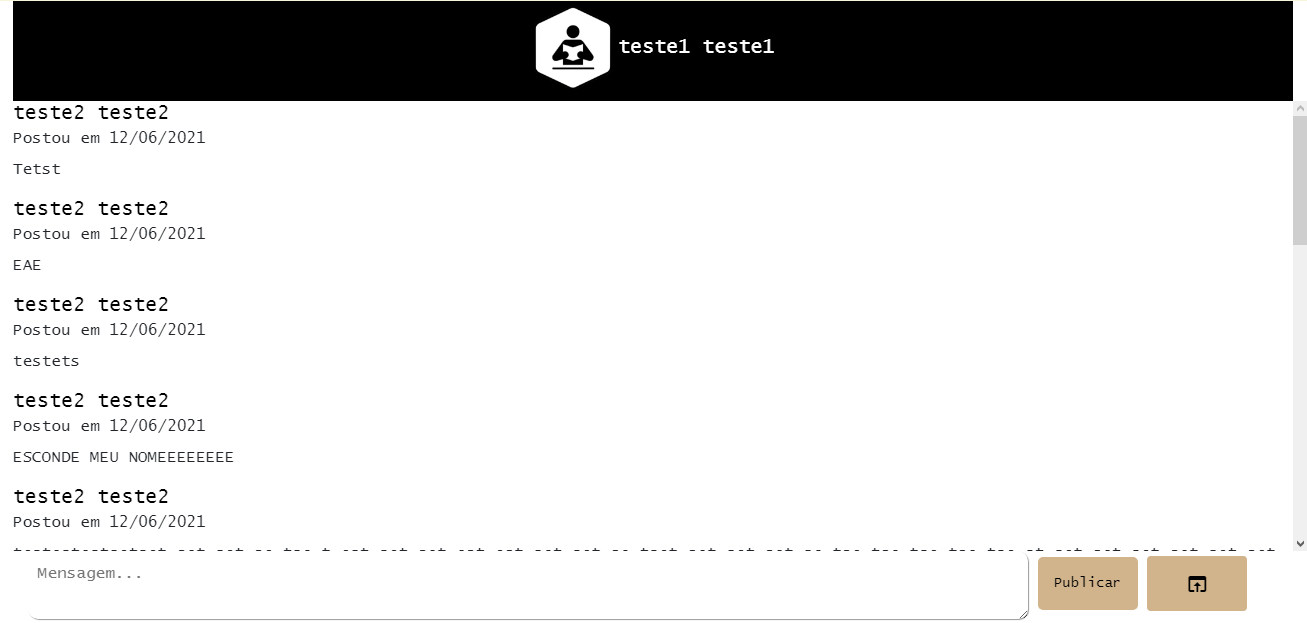 teste1 teste1
teste2 teste2
Postou em 12/06/2021
Tetst
teste2 teste2
Postou em 12/06/2021
EAE
teste2 teste2
Postou em 12/06/2021
testets
teste2 teste2
Postou em 12/06/2021
ESCONDE MEU NOMEEEEEEEE
teste2 teste2
Postou em 12/06/2021
Mensagem...
Publicar